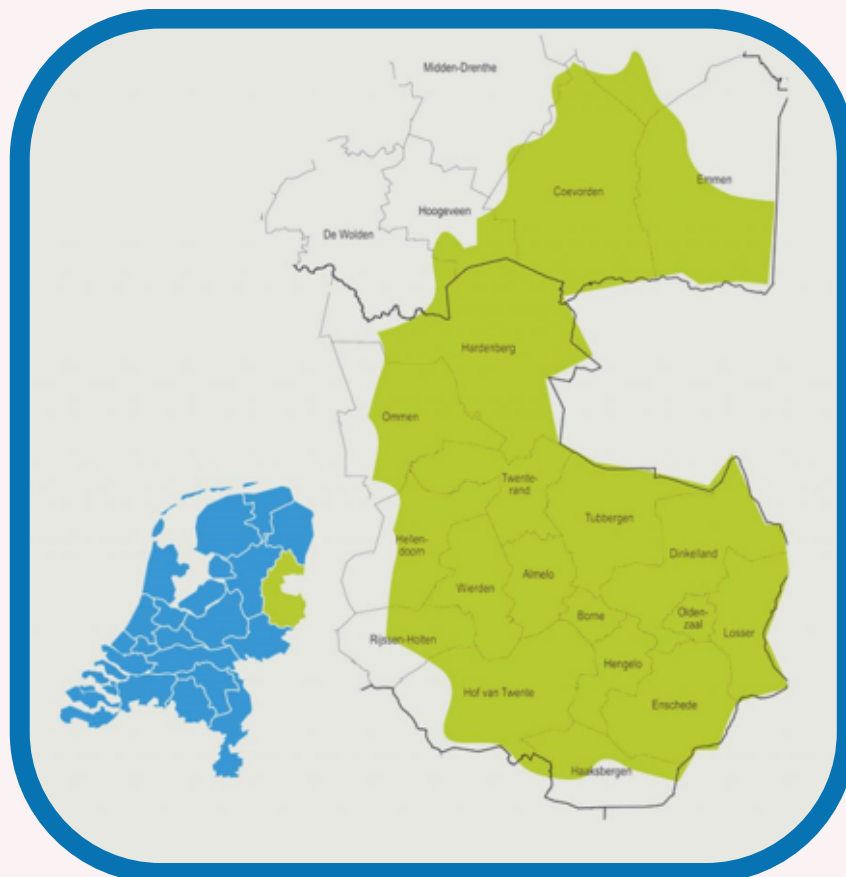 Midden-Drenthe
Emmen
Coevorden
Hoogeveen
De Wolden
Hardenberg
Ommen
Twente-
rand
Tubbergen
Hellen-
doorn
Dinkelland
Almelo
Wierden
Borne
Olden-
zaal
Losser
Rijssen-Holten
Hengelo
Hof van Twente
Enschede
Haaksbergen